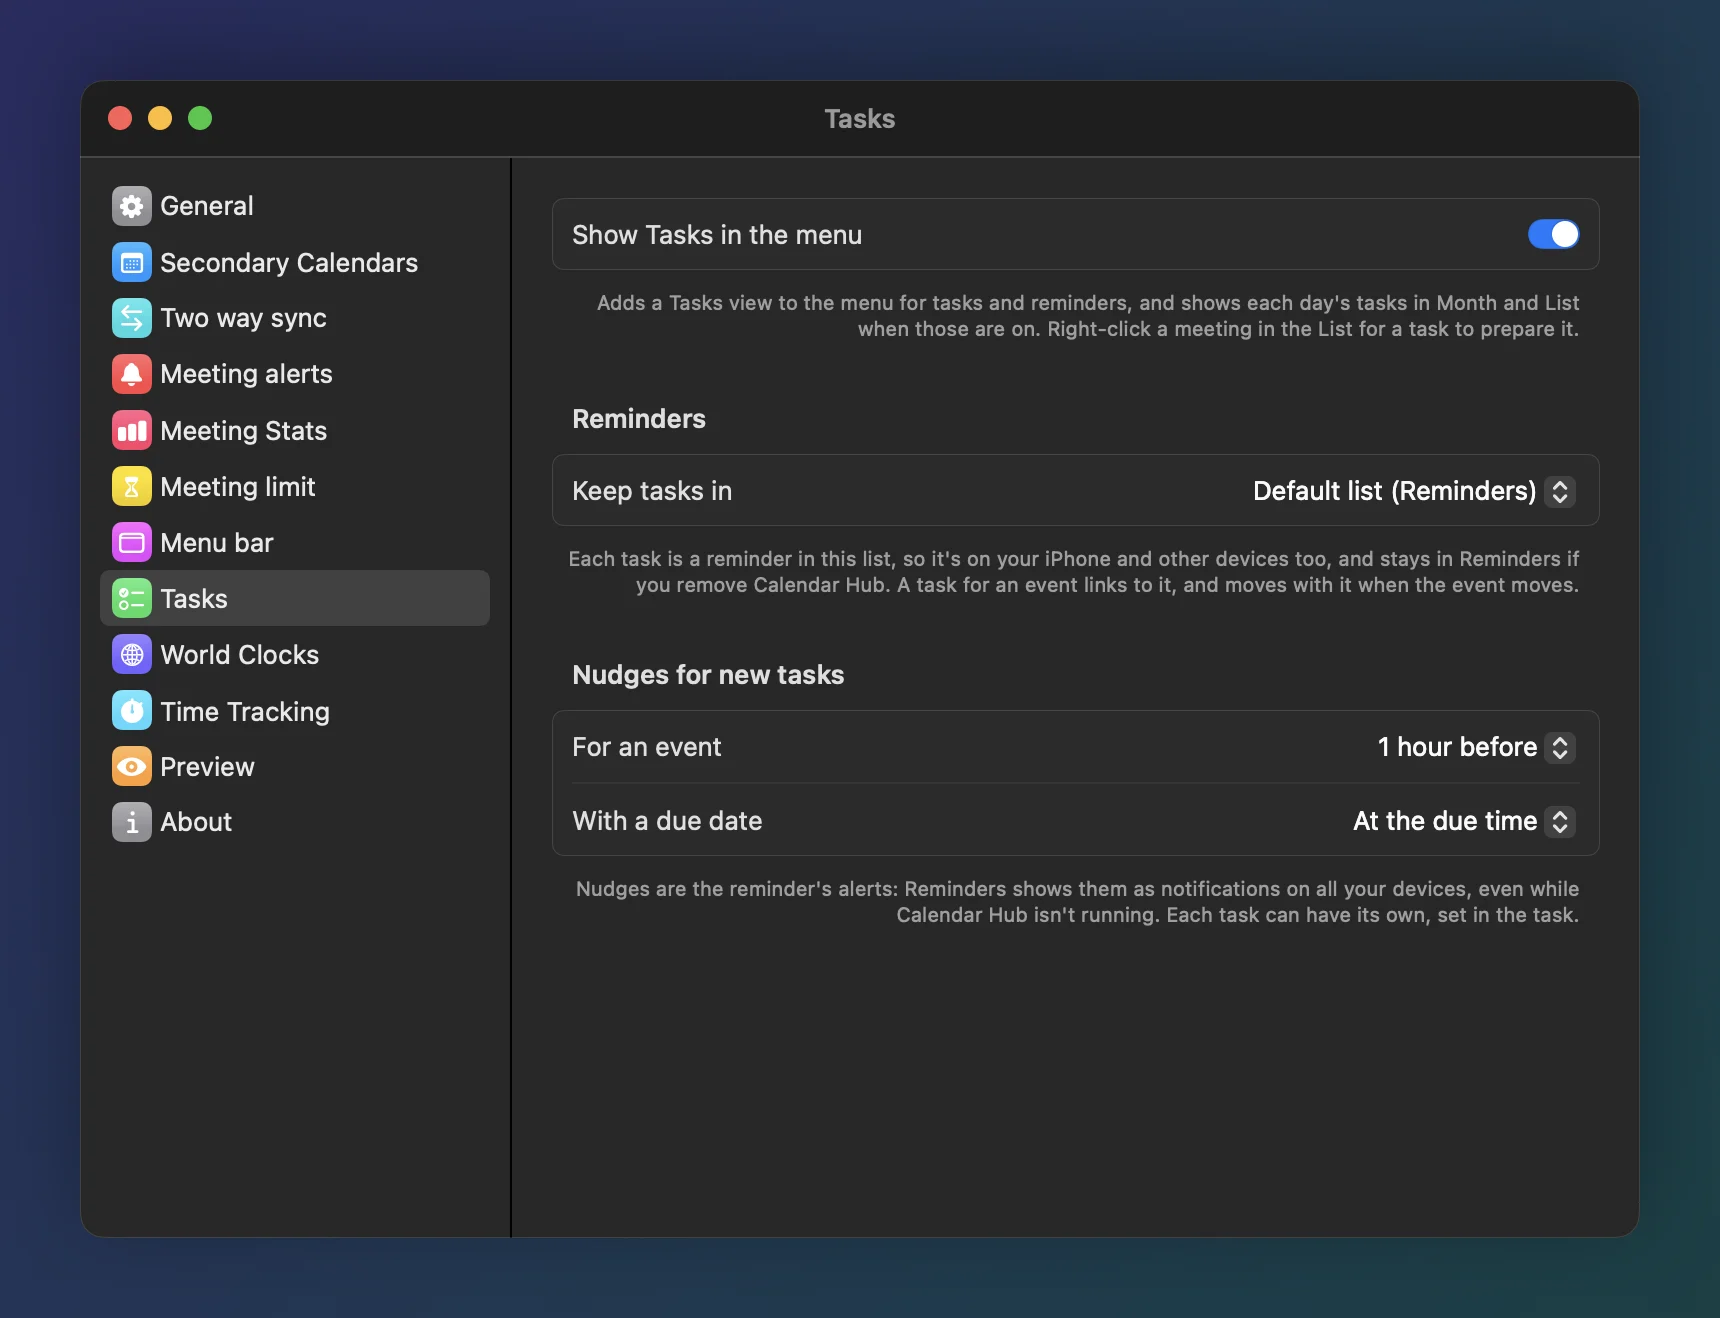 Tasks
General
Secondary Calendars
Two way sync
Meeting alerts
Meeting Stats
Meeting limit
Menu bar
Tasks
World Clocks
Time Tracking
Preview
About
Show Tasks in the menu
Adds a Tasks view to the menu for tasks and reminders, and shows each day's tasks in Month and List
when those are on. Right-click a meeting in the List for a task to prepare it.
Reminders
Keep tasks in Default list (Reminders)
Each task is a reminder in this list, so it's on your iPhone and other devices too, and stays in Reminders if
you remove Calendar Hub. A task for an event links to it, and moves with it when the event moves.
Nudges for new tasks
For an event 1 hour before
With a due date At the due time
Nudges are the reminder's alerts: Reminders shows them as notifications on all your devices, even while
Calendar Hub isn't running. Each task can have its own, set in the task.